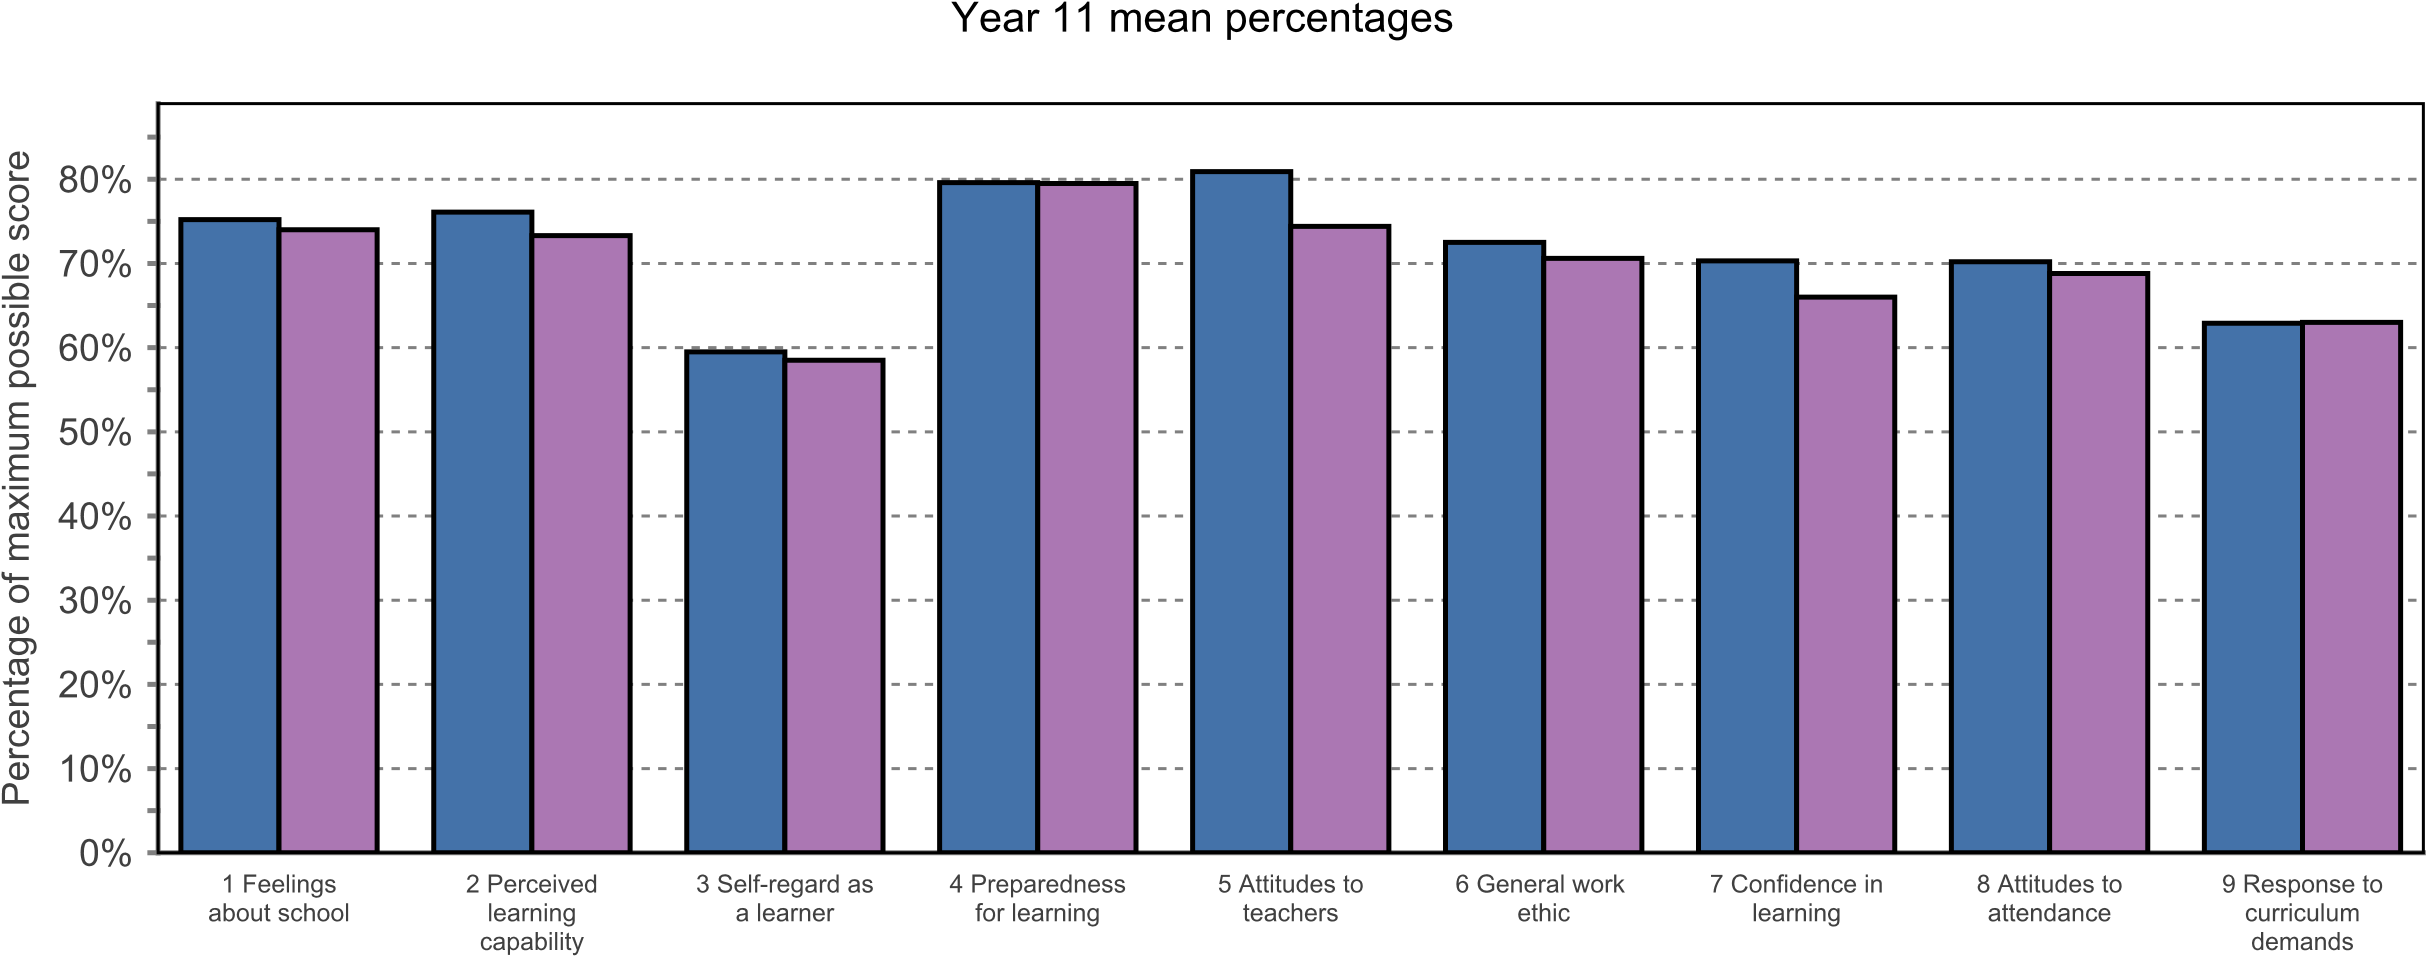 Year 11 mean percentages
Percentage of maximum possible score
80%
70%
60%
50%
40%
30%
20%
10%
0%
1 Feelings
about school
2 Perceived
learning
capability
3 Self-regard as
a learner
4 Preparedness
for learning
5 Attitudes to
teachers
6 General work
ethic
7 Confidence in
learning
8 Attitudes to
attendance
9 Response to
curriculum
demands